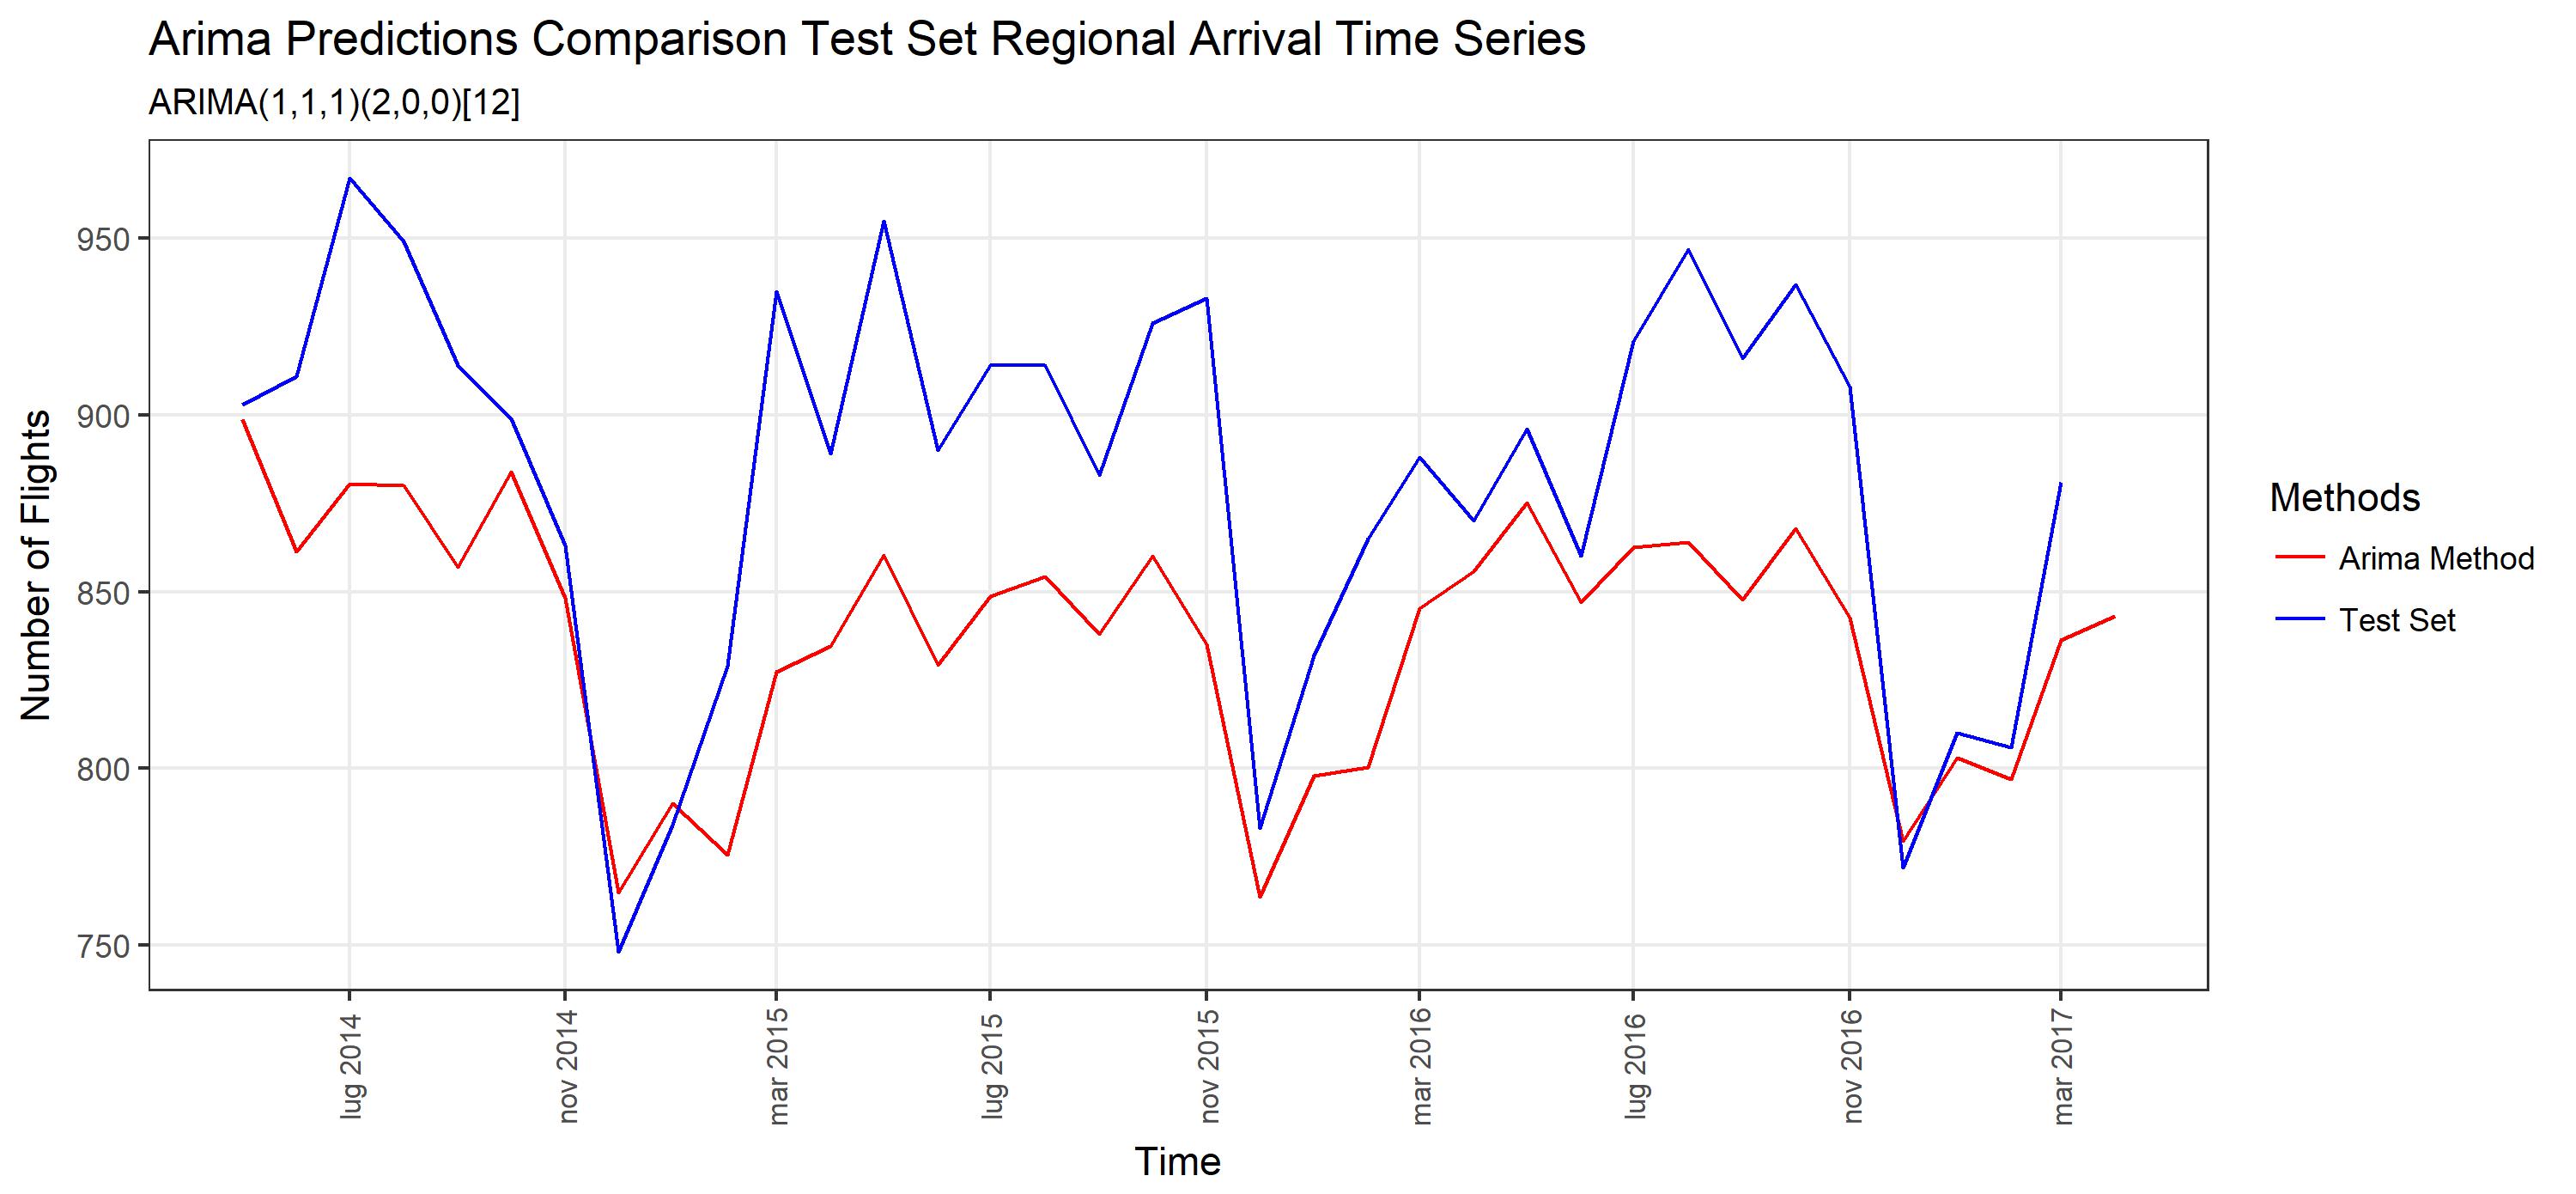 Arima Predictions Comparison Test Set Regional Arrival Time Series
ARIMA(1,1,1)(2,0,0)[12]
Number of Flights
950
900
850
800
750
lug 2014
nov 2014
mar 2015
lug 2015
nov 2015
mar 2016
lug 2016
nov 2016
mar 2017
Time
Methods
Arima Method
Test Set